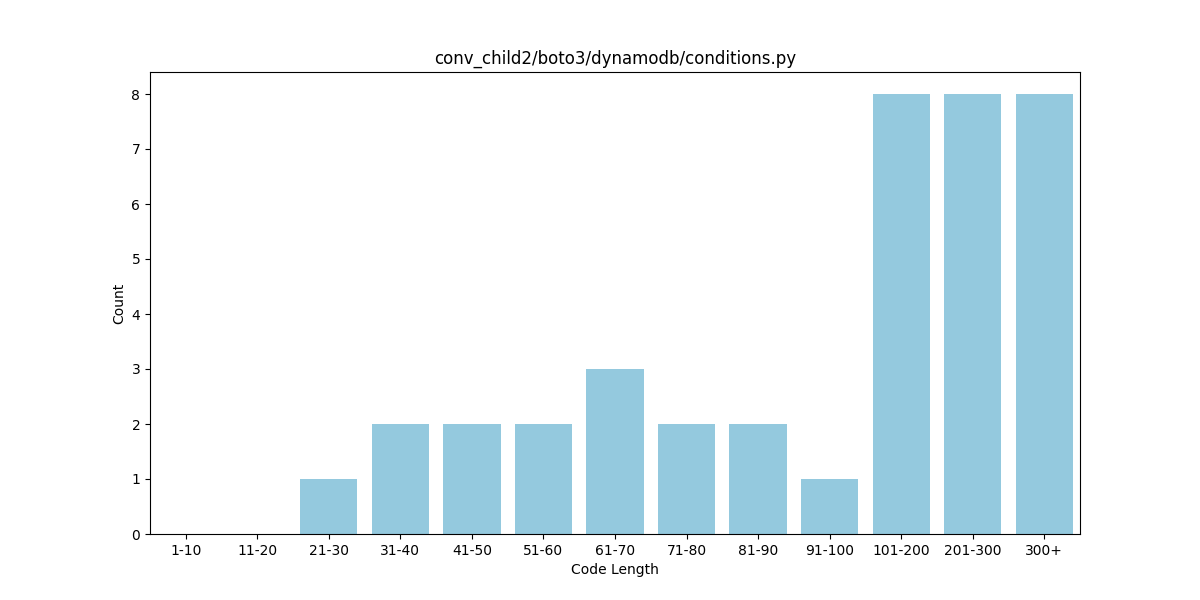 conv_child2/boto3/dynamodb/conditions.py
8
7
6
5
4
3
2
1
0
Count
1-10 11-20 21-30 31-40 41-50 51-60 61-70 71-80 81-90 91-100 101-200 201-300 300+
Code Length